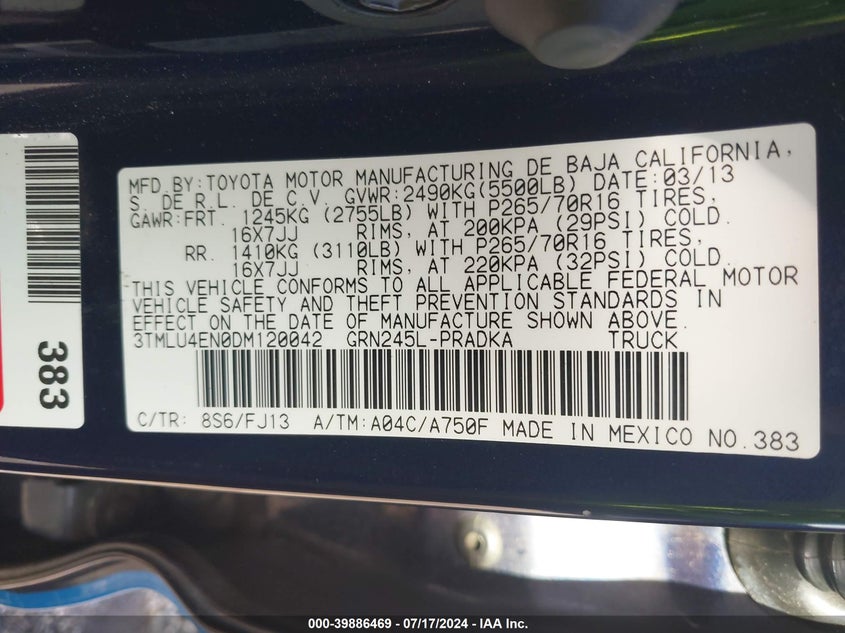 MFD.BY:TOYOTA MOTOR MANUFACTURING DE BAJA CALIFORNIA,
S. DE R.L. DE C.V. GVWR:2490KG(5500LB) DATE:03/13
GAWR:FRT. 1245KG (2755LB) WITH P265/70R16 TIRES,
16X7JJ RIMS, AT 200KPA (29PSI) COLD.
RR. 1410KG (3110LB) WITH P265/70R16 TIRES,
16X7JJ RIMS, AT 220KPA (32PSI) COLD.
THIS VEHICLE CONFORMS TO ALL APPLICABLE FEDERAL MOTOR
VEHICLE SAFETY AND THEFT PREVENTION STANDARDS IN
EFFECT ON THE DATE OF MANUFACTURE SHOWN ABOVE.
3TMLU4EN0DM120042 GRN245L-PRADKA TRUCK
C/TR: 8S6/FJ13 A/TM:A04C/A750F MADE IN MEXICO NO.383
383
000-39886469 - 07/17/2024 - IAA Inc.